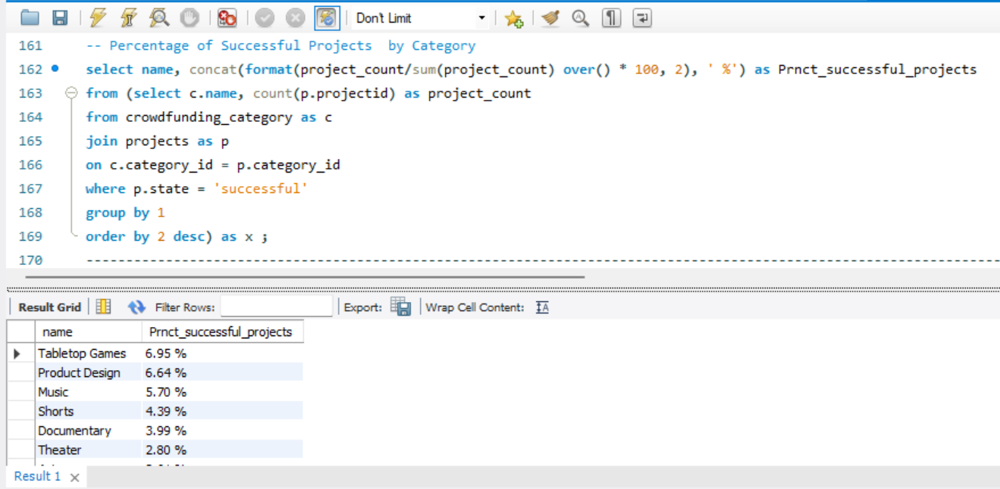 Don't Limit
161 -- Percentage of Successful Projects  by Category
162 select name, concat(format(project_count/sum(project_count) over() * 100, 2), ' %') as Prnct_successful_projects
163 from (select c.name, count(p.projectid) as project_count
164 from crowdfunding_category as c
165 join projects as p
166 on c.category_id = p.category_id
167 where p.state = 'successful'
168 group by 1
169 order by 2 desc) as x ;
170 --------------------------------------------------------------------------------------------------------------------
Result Grid Filter Rows: Export: Wrap Cell Content: IA
name Prnct_successful_projects
Tabletop Games 6.95 %
Product Design 6.64 %
Music 5.70 %
Shorts 4.39 %
Documentary 3.99 %
Theater 2.80 %
Result 1